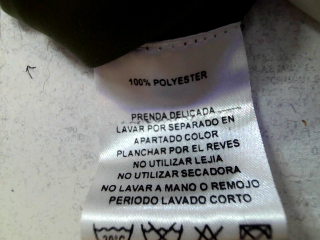 100% POLYESTER
PRENDA DELICADA
LAVAR POR SEPARADO EN
APARTADO COLOR
PLANCHAR POR EL REVES
NO UTILIZAR LEJIA
NO UTILIZAR SECADORA
NO LAVAR A MANO O REMOJO
PERIODO LAVADO CORTO
30°C